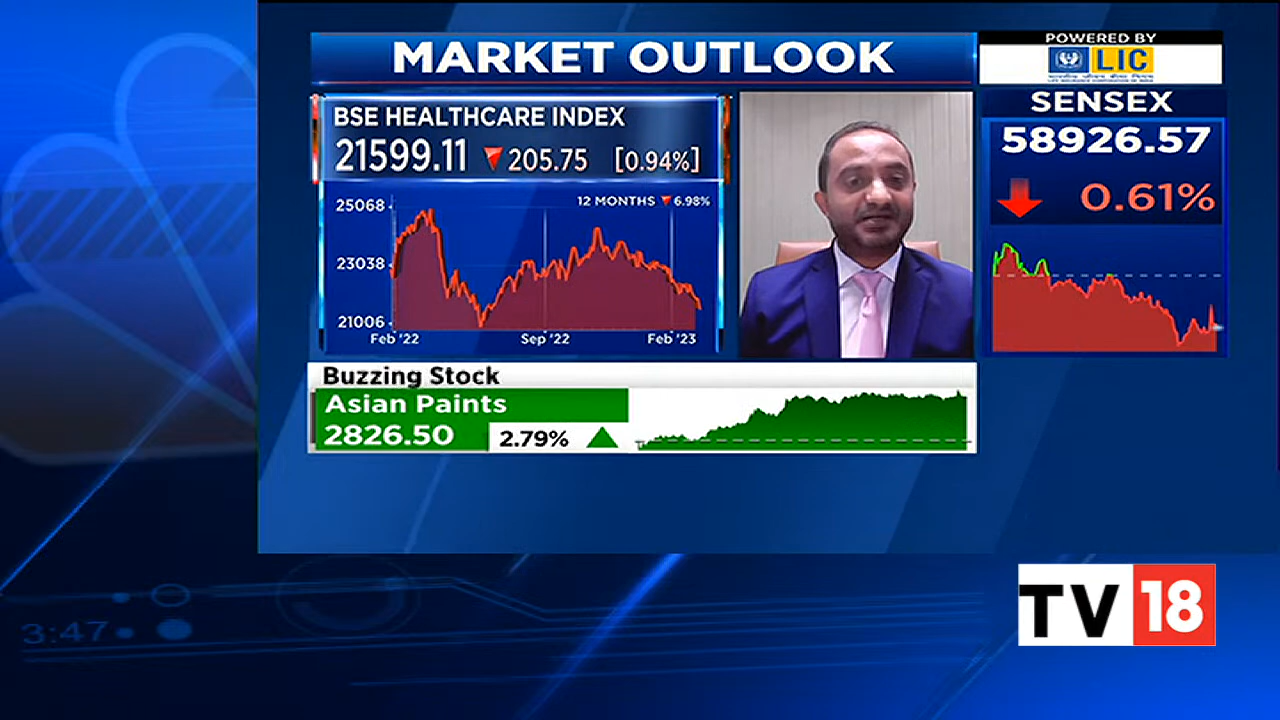 MARKET OUTLOOK
POWERED BY
LIC
BSE HEALTHCARE INDEX
21599.11 205.75 [0.94%]
12 MONTHS 6.98%
25068
23038
21006
Feb '22 Sep '22 Feb '23
SENSEX
58926.57
0.61%
Buzzing Stock
Asian Paints
2826.50 2.79%
3:47
TV18